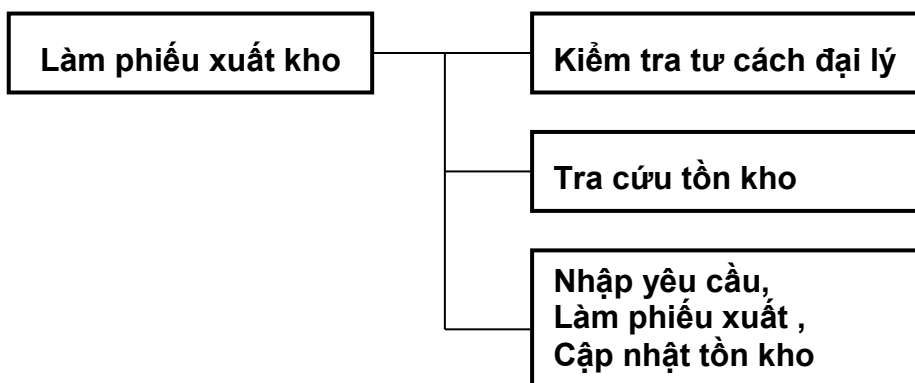 Làm phiếu xuất kho
Kiểm tra tư cách đại lý
Tra cứu tồn kho
Nhập yêu cầu,
Làm phiếu xuất ,
Cập nhật tồn kho